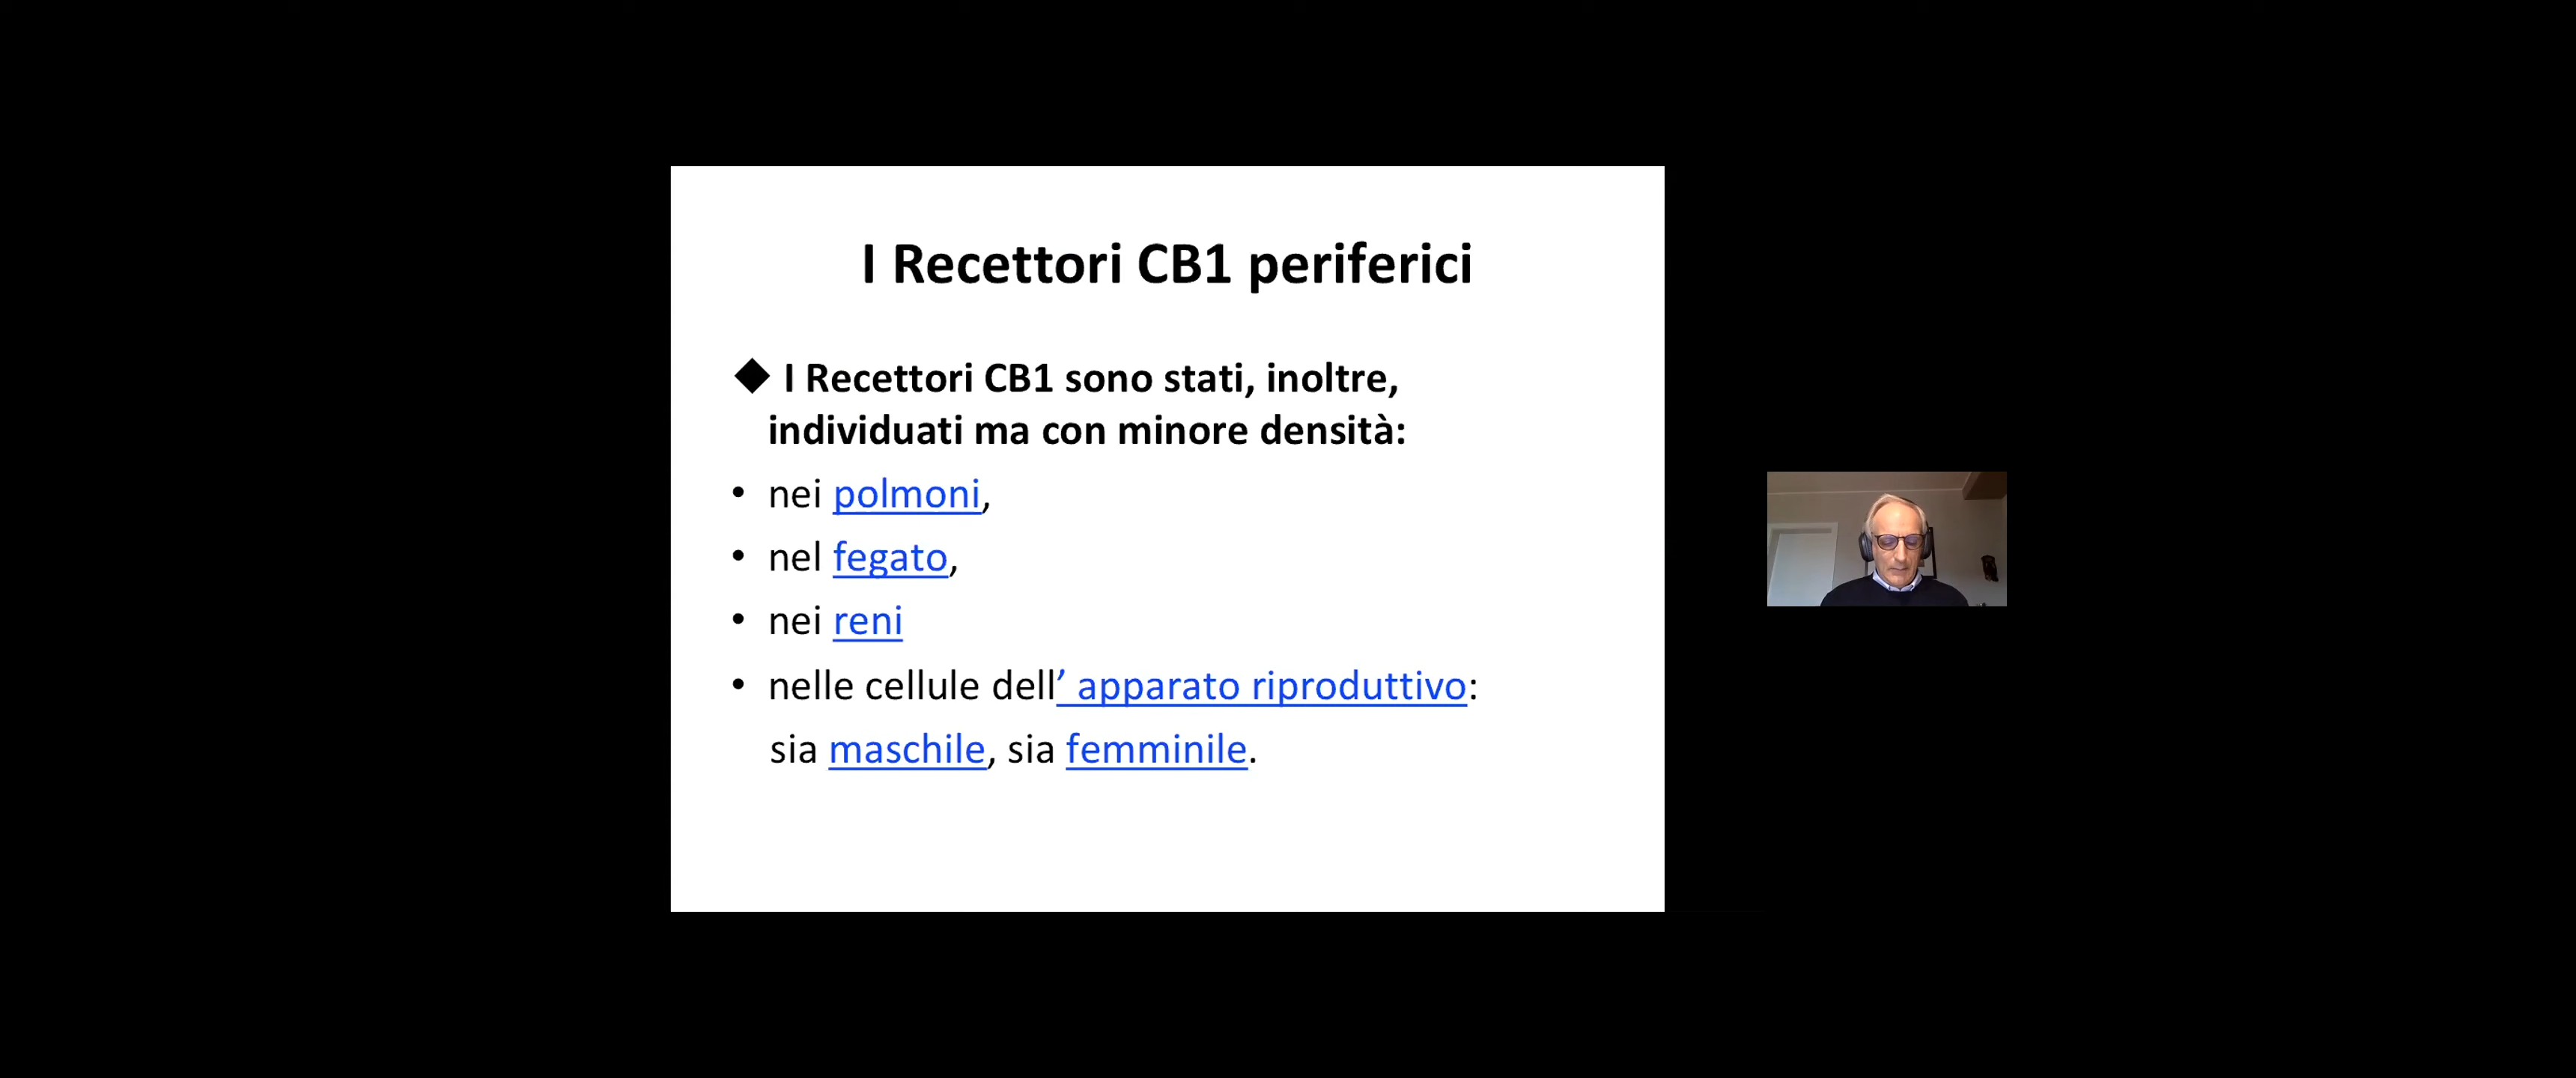 I Recettori CB1 periferici
◆ I Recettori CB1 sono stati, inoltre,
individuati ma con minore densità:
• nei polmoni,
• nel fegato,
• nei reni
• nelle cellule dell’ apparato riproduttivo:
sia maschile, sia femminile.